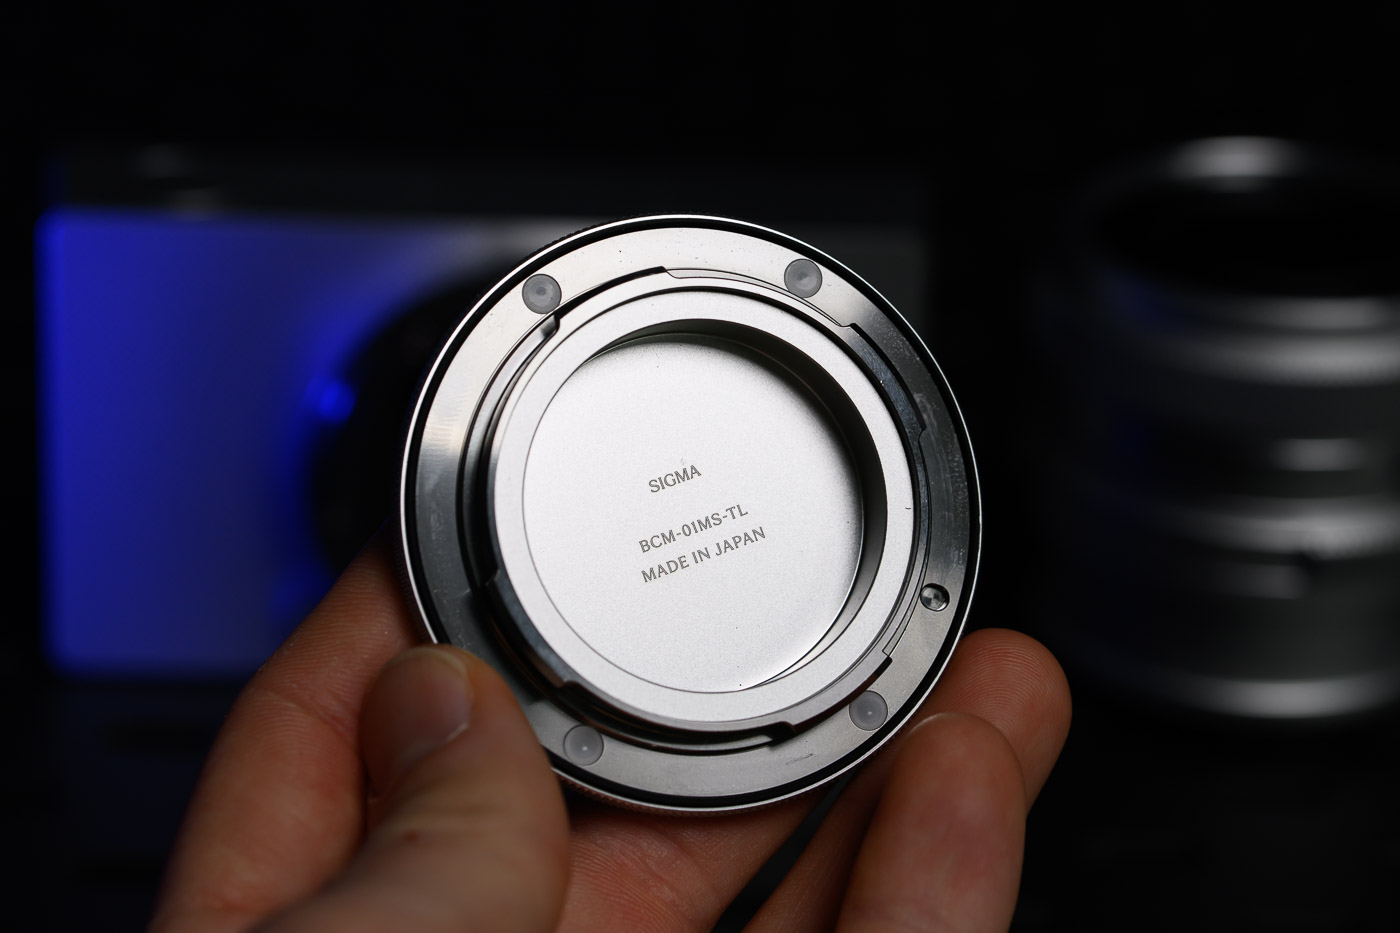 SIGMA
BCM-01MS-TL
MADE IN JAPAN